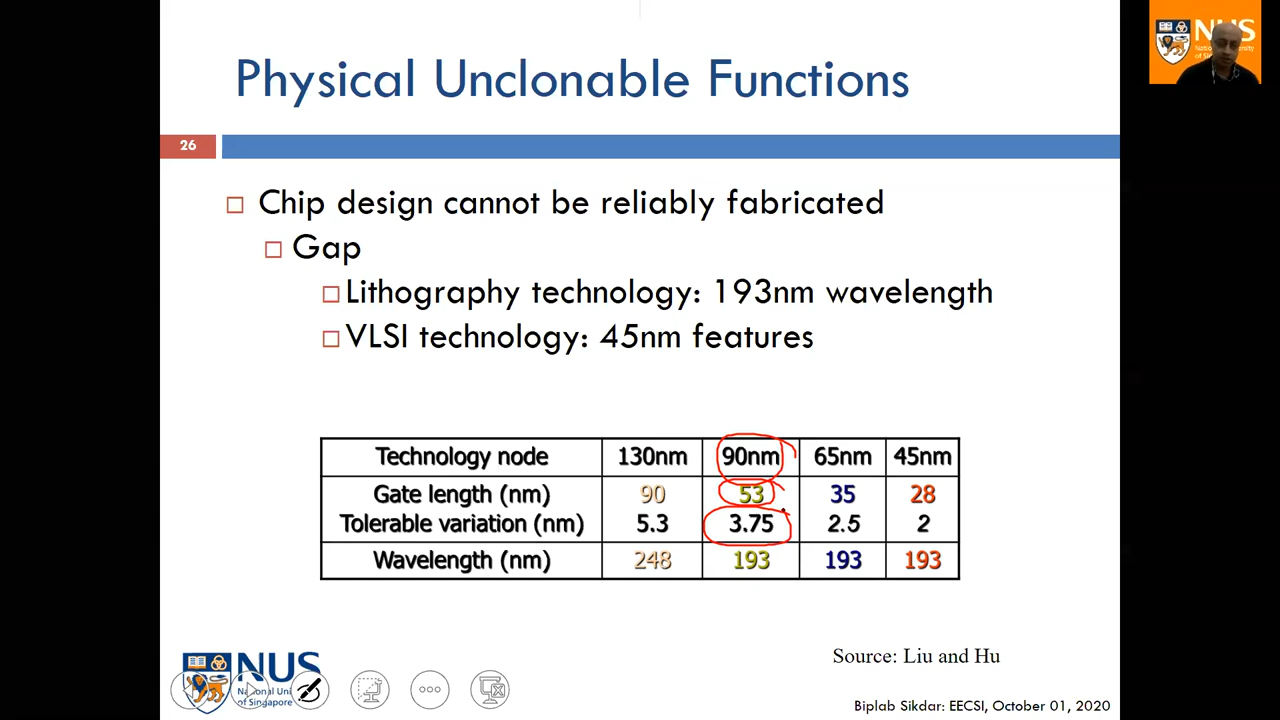 NUS
Physical Unclonable Functions
26
Chip design cannot be reliably fabricated
Gap
Lithography technology: 193nm wavelength
VLSI technology: 45nm features
Technology node 130nm 90nm 65nm 45nm
Gate length (nm) 90 53 35 28
Tolerable variation (nm) 5.3 3.75 2.5 2
Wavelength (nm) 248 193 193 193
Source: Liu and Hu
NUS
National Uni
of Singapore
Biplab Sikdar: EECSI, October 01, 2020